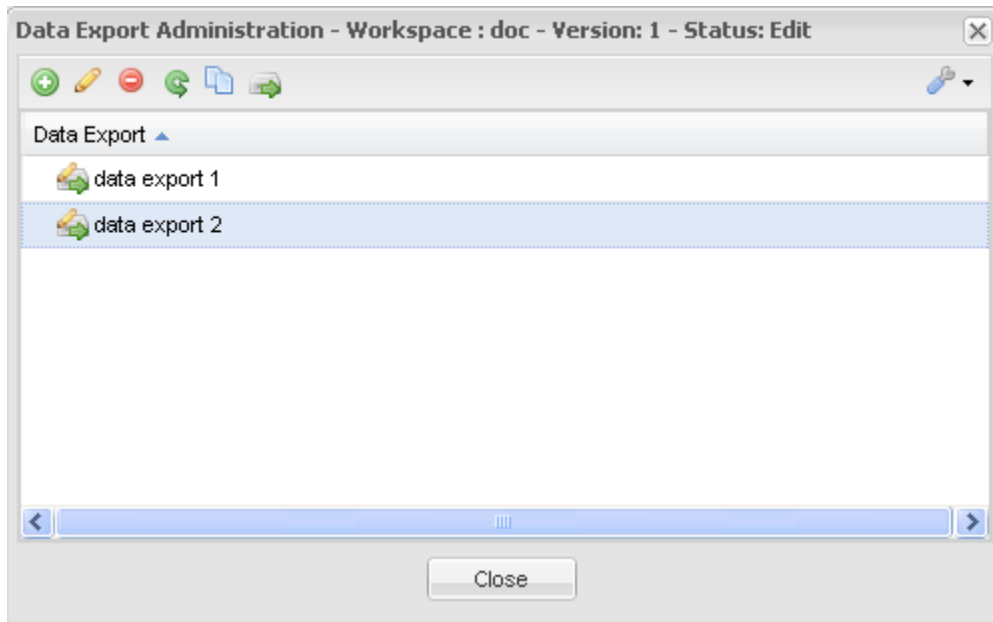 Data Export Administration - Workspace : doc - Version: 1 - Status: Edit
Data Export
data export 1
data export 2
Close